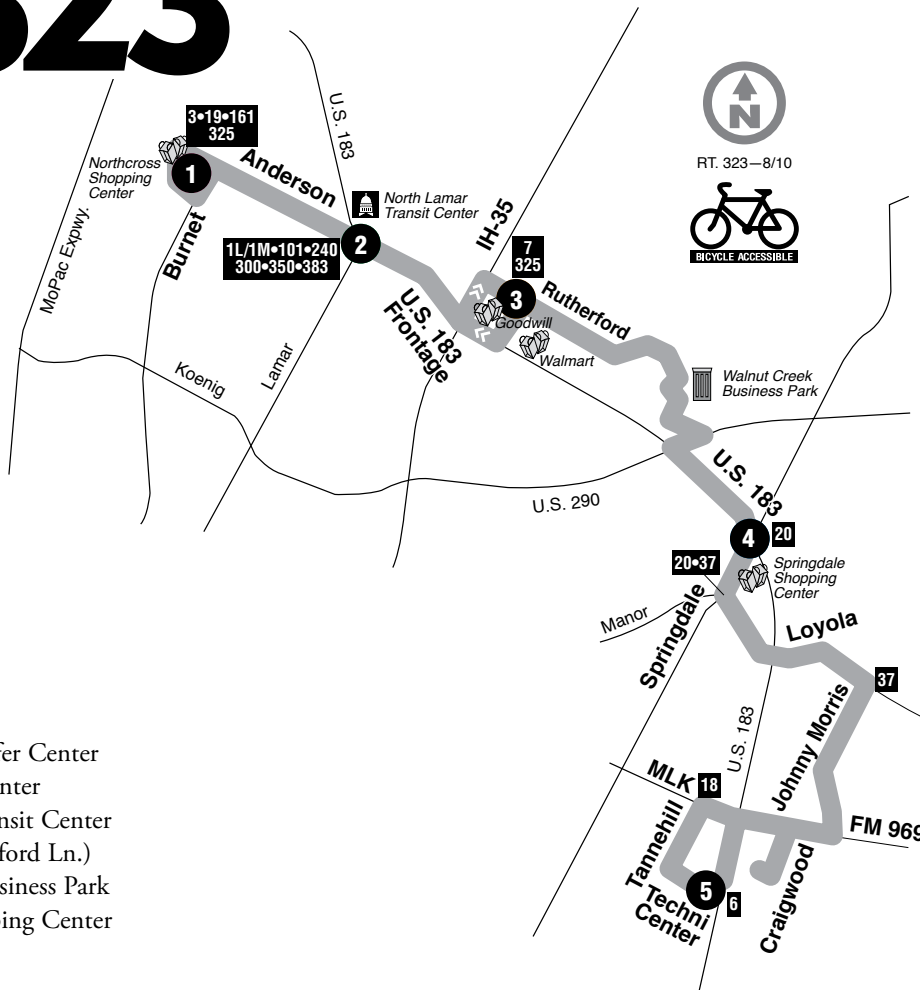 323
RT. 323—8/10
BICYCLE ACCESSIBLE
3•19•161
325
Northcross
Shopping
Center
1
Anderson
U.S. 183
MoPac Expwy.
Burnet
North Lamar
Transit Center
2
1L/1M•101•240
300•350•383
IH-35
7
325
3
Rutherford
Goodwill
Walmart
U.S. 183
Frontage
Koenig
Lamar
Walnut Creek
Business Park
U.S. 290
U.S. 183
4
20
20•37
Springdale
Shopping
Center
Manor
Springdale
Loyola
37
U.S. 183
Johnny Morris
MLK
18
FM 969
Tannehill
Craigwood
5
6
Techni
Center
fer Center
nter
nsit Center
ford Ln.)
siness Park
ping Center
N